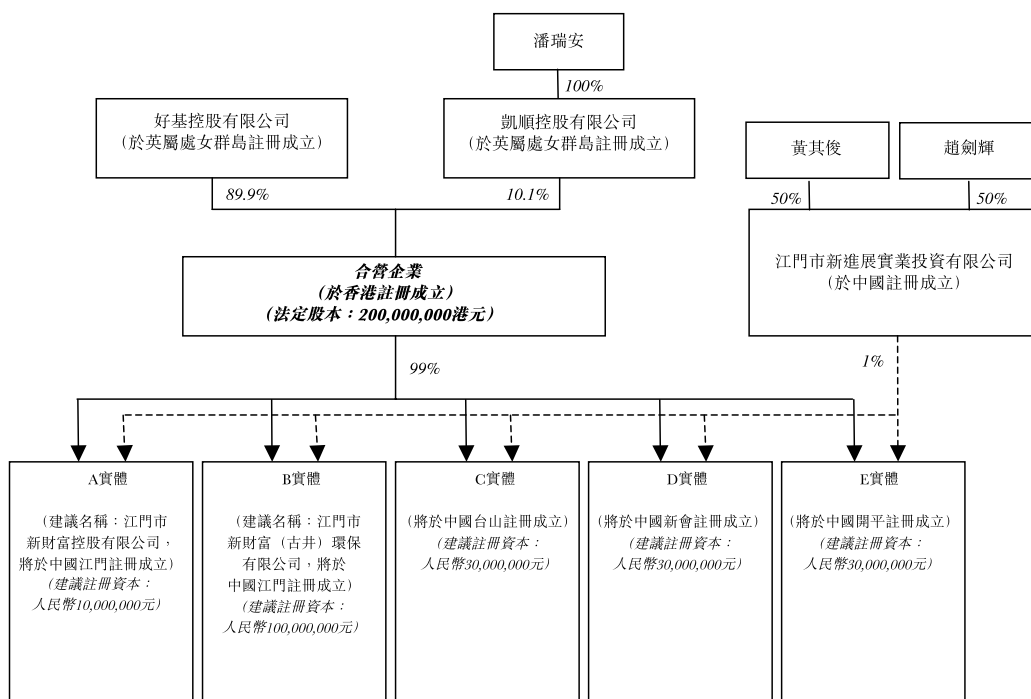 潘瑞安
100%
好基控股有限公司
(於英屬處女群島註冊成立)
凱順控股有限公司
(於英屬處女群島註冊成立)
黃其俊
趙劍輝
89.9%
10.1%
50%
50%
合營企業
(於香港註冊成立)
(法定股本：200,000,000港元)
江門市新進展實業投資有限公司
(於中國註冊成立)
99%
1%
A實體
(建議名稱：江門市
新財富控股有限公司，
將於中國江門註冊成立)
(建議註冊資本：
人民幣10,000,000元)
B實體
(建議名稱：江門市
新財富（古井）環保
有限公司，將於
中國江門註冊成立)
(建議註冊資本：
人民幣100,000,000元)
C實體
(將於中國台山註冊成立)
(建議註冊資本：
人民幣30,000,000元)
D實體
(將於中國新會註冊成立)
(建議註冊資本：
人民幣30,000,000元)
E實體
(將於中國開平註冊成立)
(建議註冊資本：
人民幣30,000,000元)